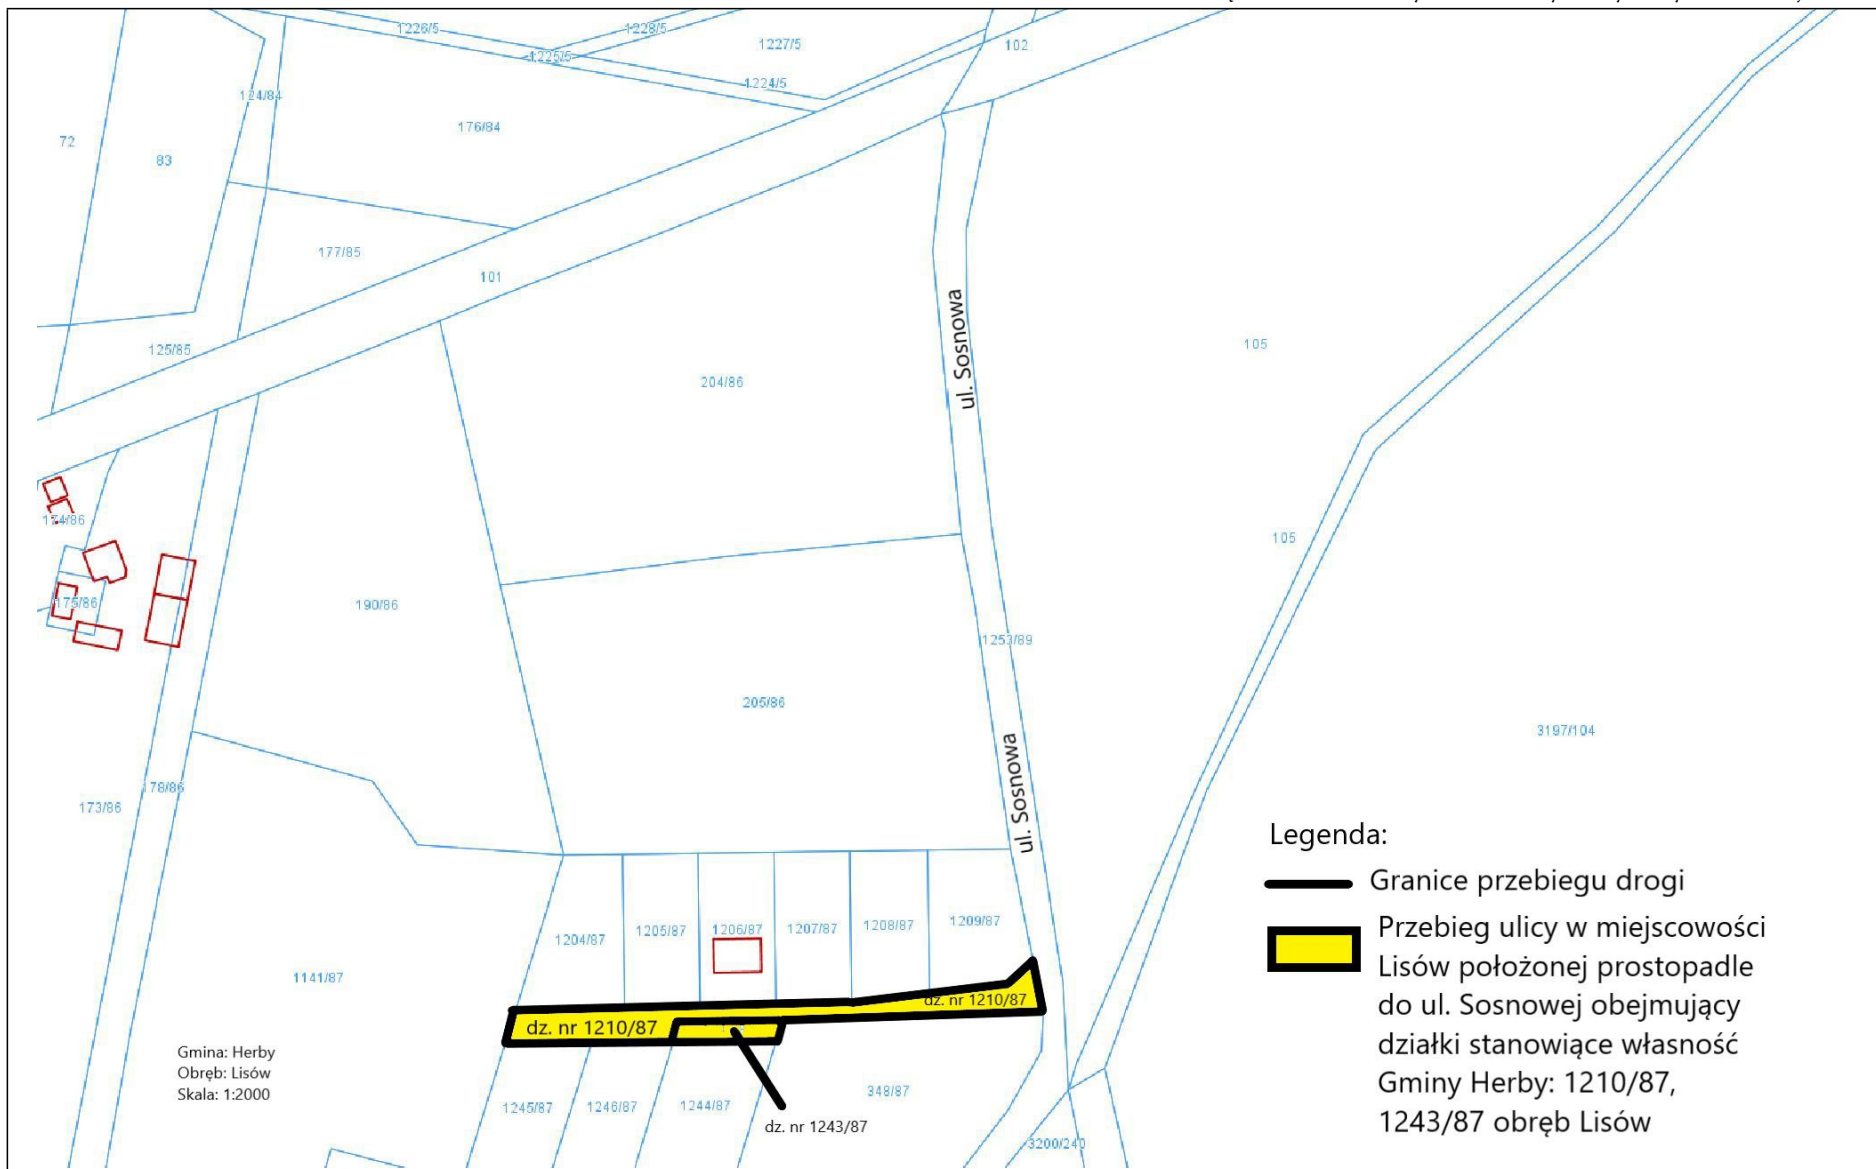 1226/5
1228/5
1227/5
102
1225/5
1224/5
124/84
176/84
72
83
177/85
101
125/85
204/86
ul. Sosnowa
105
174/86
105
175/86
190/86
1253/89
205/86
3197/104
ul. Sosnowa
178/86
173/86
1204/87
1205/87
1206/87
1207/87
1208/87
1209/87
1141/87
dz. nr 1210/87
dz. nr 1210/87
348/87
1245/87
1246/87
1244/87
dz. nr 1243/87
3200/240
Gmina: Herby
Obręb: Lisów
Skala: 1:2000
Legenda:
Granice przebiegu drogi
Przebieg ulicy w miejscowości
Lisów położonej prostopadle
do ul. Sosnowej obejmujący
działki stanowiące własność
Gminy Herby: 1210/87,
1243/87 obręb Lisów